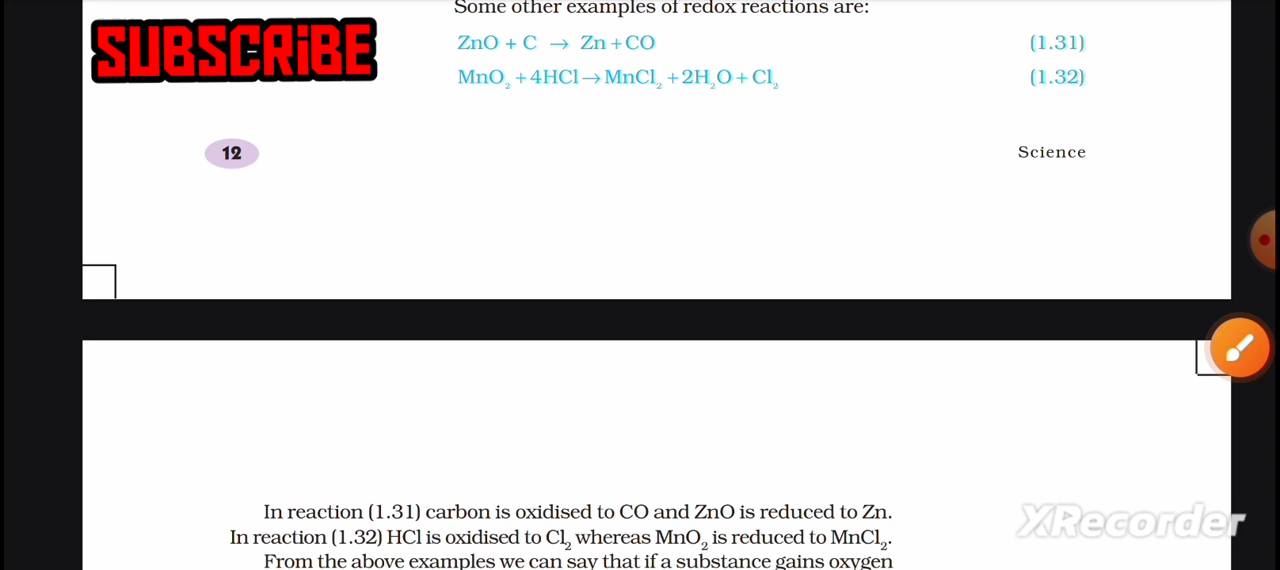 Some other examples of redox reactions are:
SUBSCRiBE
ZnO + C → Zn + CO (1.31)
MnO₂ + 4HCl → MnCl₂ + 2H₂O + Cl₂ (1.32)
12 Science
In reaction (1.31) carbon is oxidised to CO and ZnO is reduced to Zn.
In reaction (1.32) HCl is oxidised to Cl₂ whereas MnO₂ is reduced to MnCl₂.
From the above examples we can say that if a substance gains oxygen
XRecorder